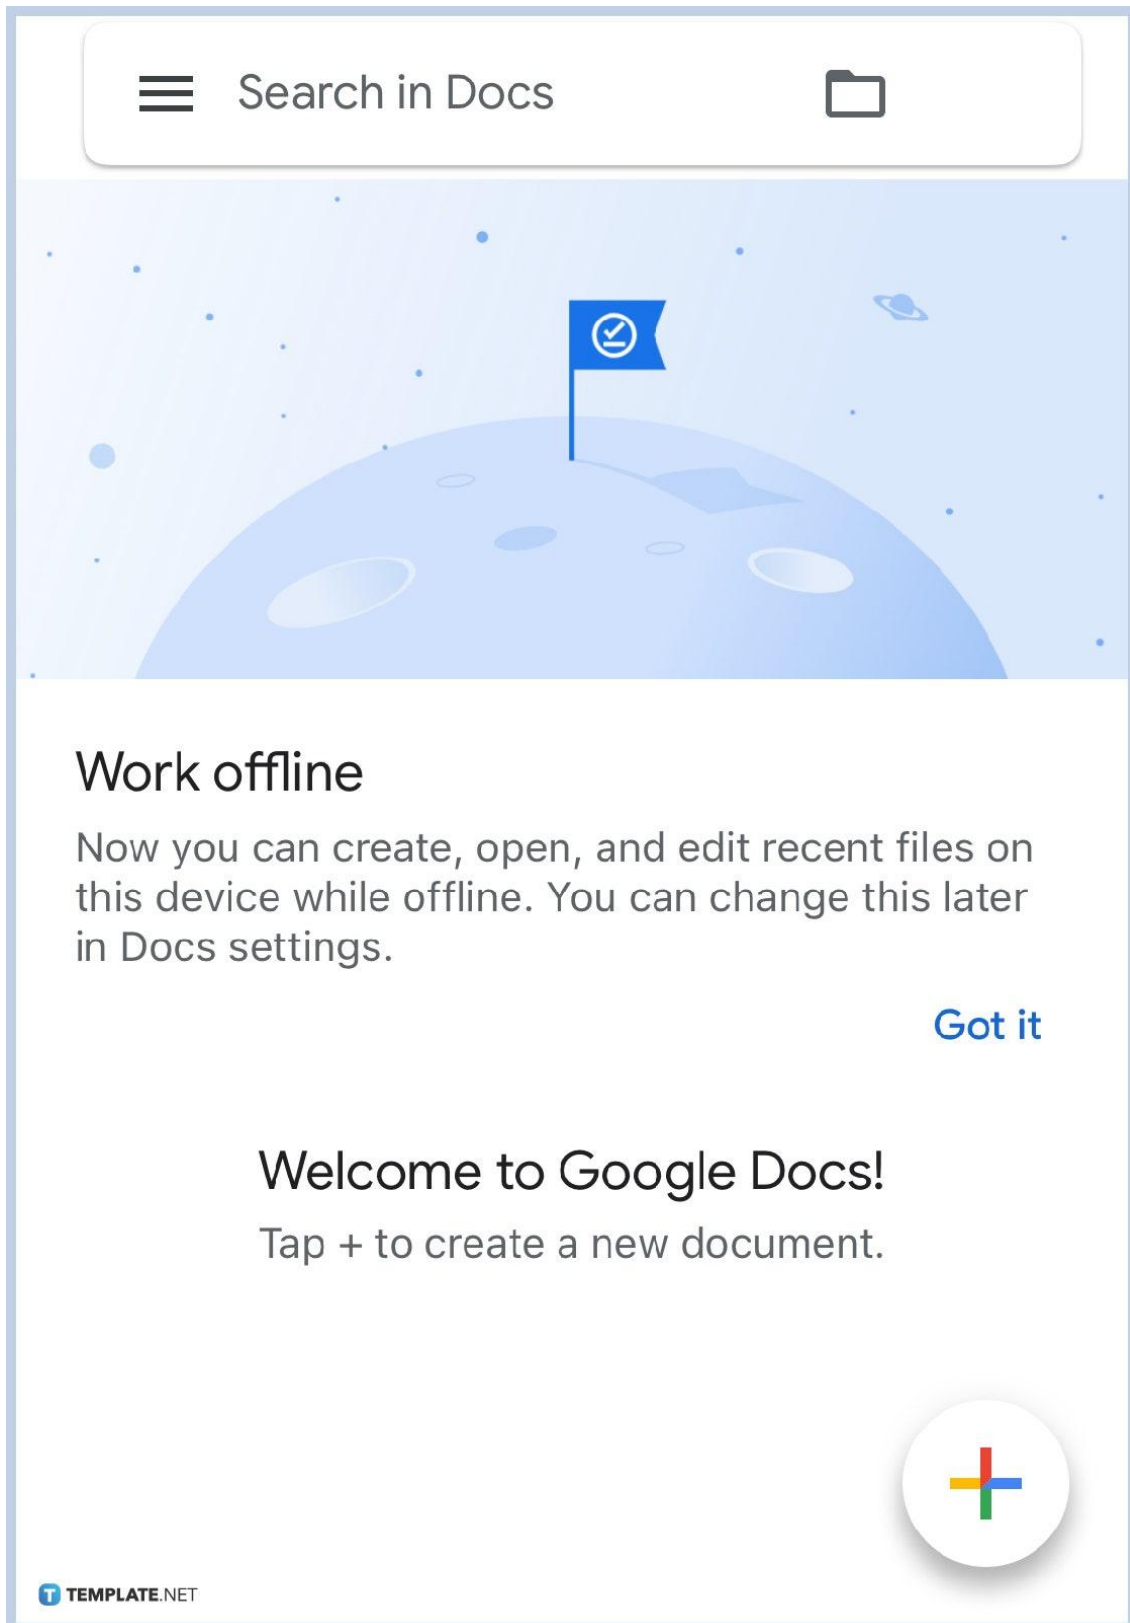 Search in Docs
Work offline
Now you can create, open, and edit recent files on
this device while offline. You can change this later
in Docs settings.
Got it
Welcome to Google Docs!
Tap + to create a new document.
T TEMPLATE.NET